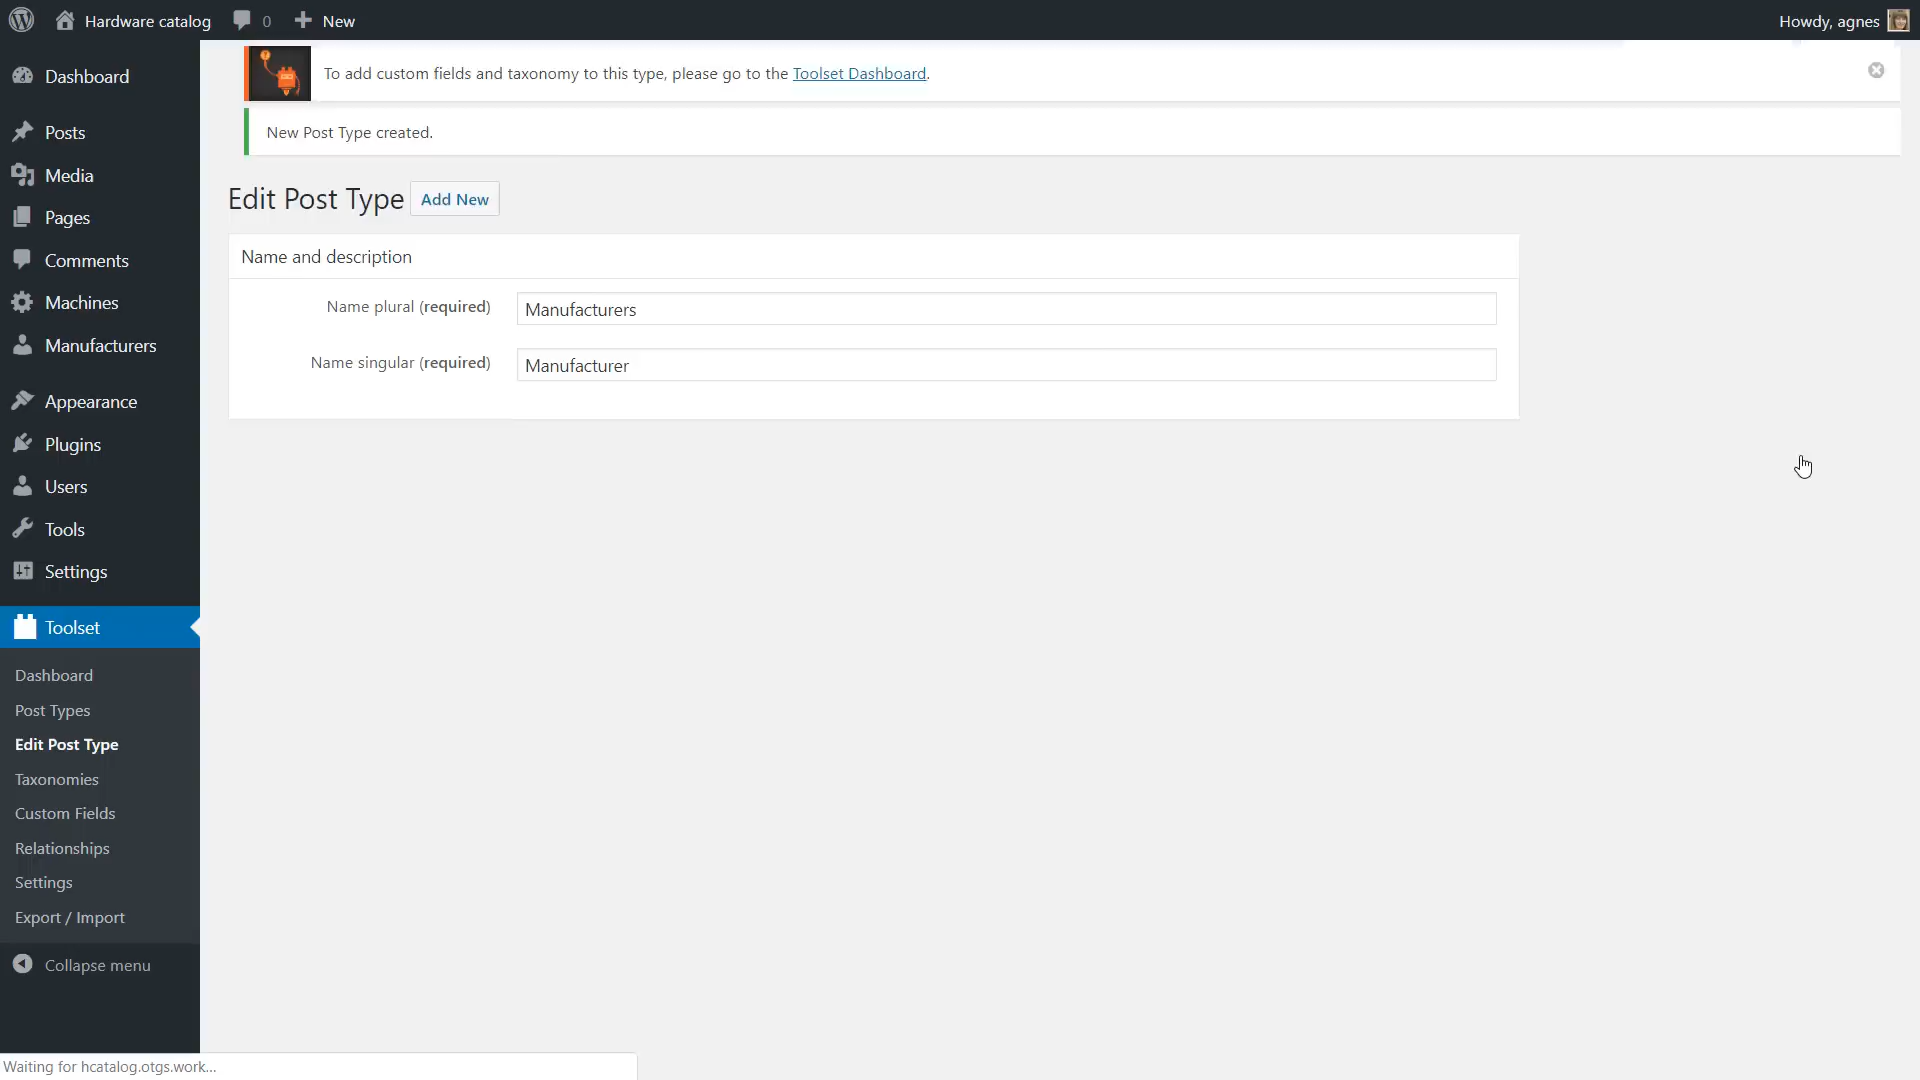 Hardware catalog
0
New
Howdy, agnes
Dashboard
Posts
Media
Pages
Comments
Machines
Manufacturers
Appearance
Plugins
Users
Tools
Settings
Toolset
Dashboard
Post Types
Edit Post Type
Taxonomies
Custom Fields
Relationships
Settings
Export / Import
Collapse menu
To add custom fields and taxonomy to this type, please go to the Toolset Dashboard.
New Post Type created.
Edit Post Type
Add New
Name and description
Name plural (required)
Manufacturers
Name singular (required)
Manufacturer
Waiting for hcatalog.otgs.work...